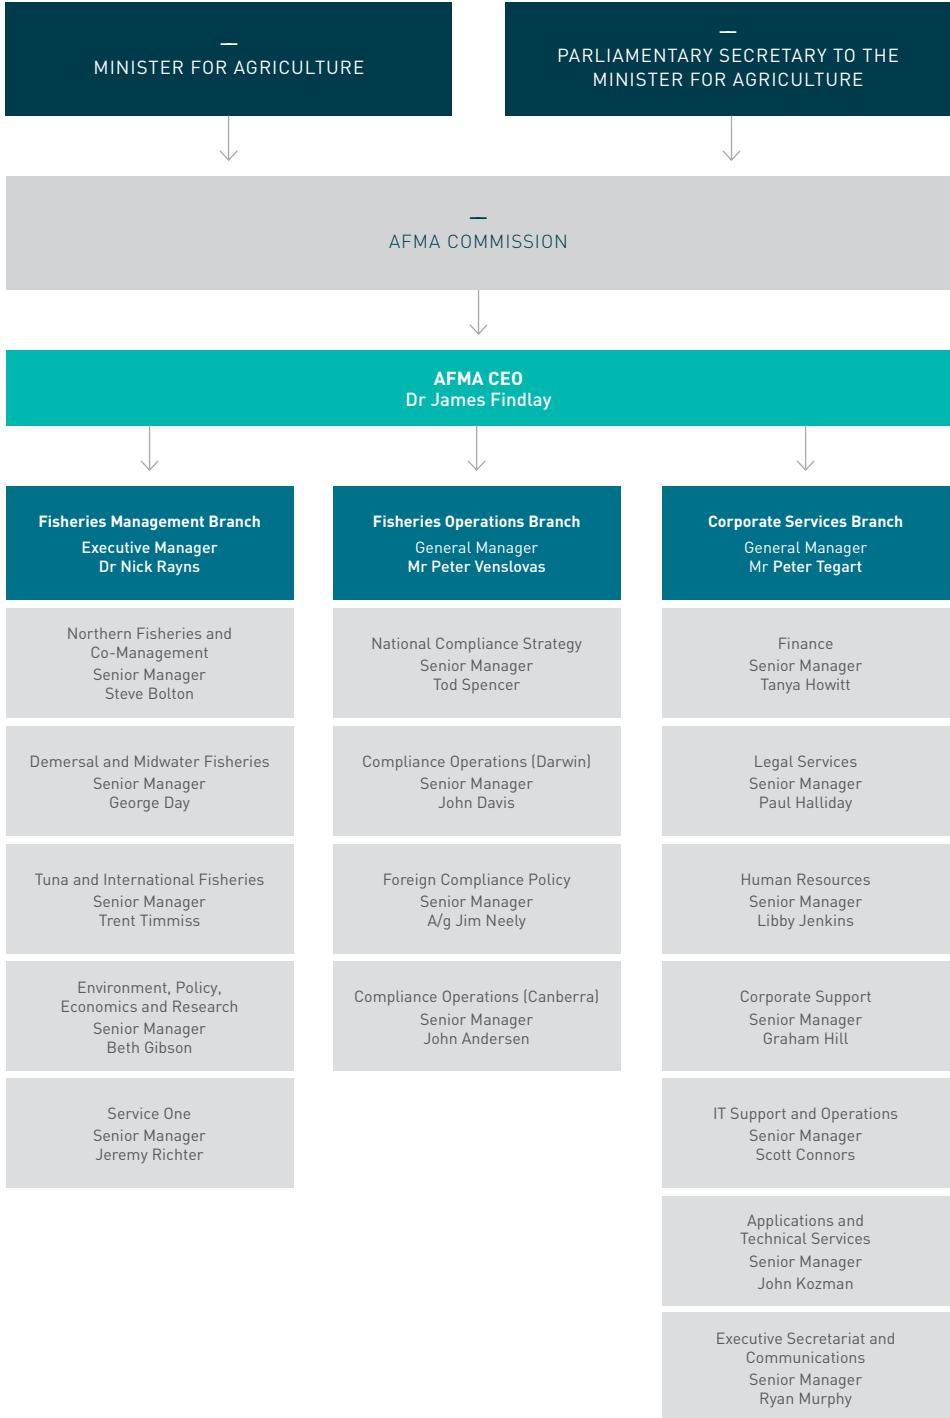 MINISTER FOR AGRICULTURE
PARLIAMENTARY SECRETARY TO THE
MINISTER FOR AGRICULTURE
AFMA COMMISSION
AFMA CEO
Dr James Findlay
Fisheries Management Branch
Executive Manager
Dr Nick Rayns
Northern Fisheries and
Co-Management
Senior Manager
Steve Bolton
Demersal and Midwater Fisheries
Senior Manager
George Day
Tuna and International Fisheries
Senior Manager
Trent Timmiss
Environment, Policy,
Economics and Research
Senior Manager
Beth Gibson
Service One
Senior Manager
Jeremy Richter
Fisheries Operations Branch
General Manager
Mr Peter Venslovas
National Compliance Strategy
Senior Manager
Tod Spencer
Compliance Operations (Darwin)
Senior Manager
John Davis
Foreign Compliance Policy
Senior Manager
A/g Jim Neely
Compliance Operations (Canberra)
Senior Manager
John Andersen
Corporate Services Branch
General Manager
Mr Peter Tegart
Finance
Senior Manager
Tanya Howitt
Legal Services
Senior Manager
Paul Halliday
Human Resources
Senior Manager
Libby Jenkins
Corporate Support
Senior Manager
Graham Hill
IT Support and Operations
Senior Manager
Scott Connors
Applications and
Technical Services
Senior Manager
John Kozman
Executive Secretariat and
Communications
Senior Manager
Ryan Murphy